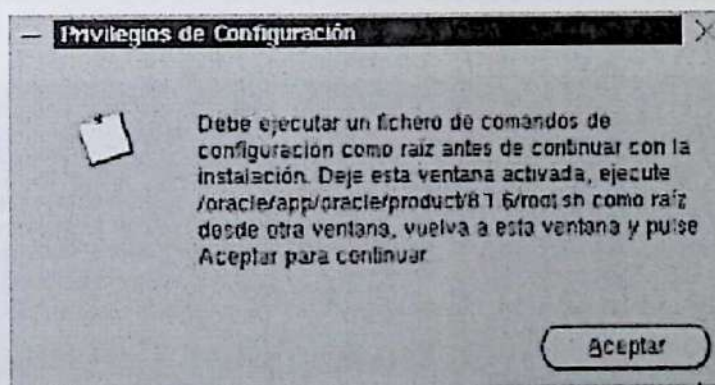 Privilegios de Configuración
Debe ejecutar un fichero de comandos de
configuración como raíz antes de continuar con la
instalación. Deje esta ventana activada, ejecute
/oracle/app/oracle/product/8.1.6/root.sh como raíz
desde otra ventana, vuelva a esta ventana y pulse
Aceptar para continuar
Aceptar